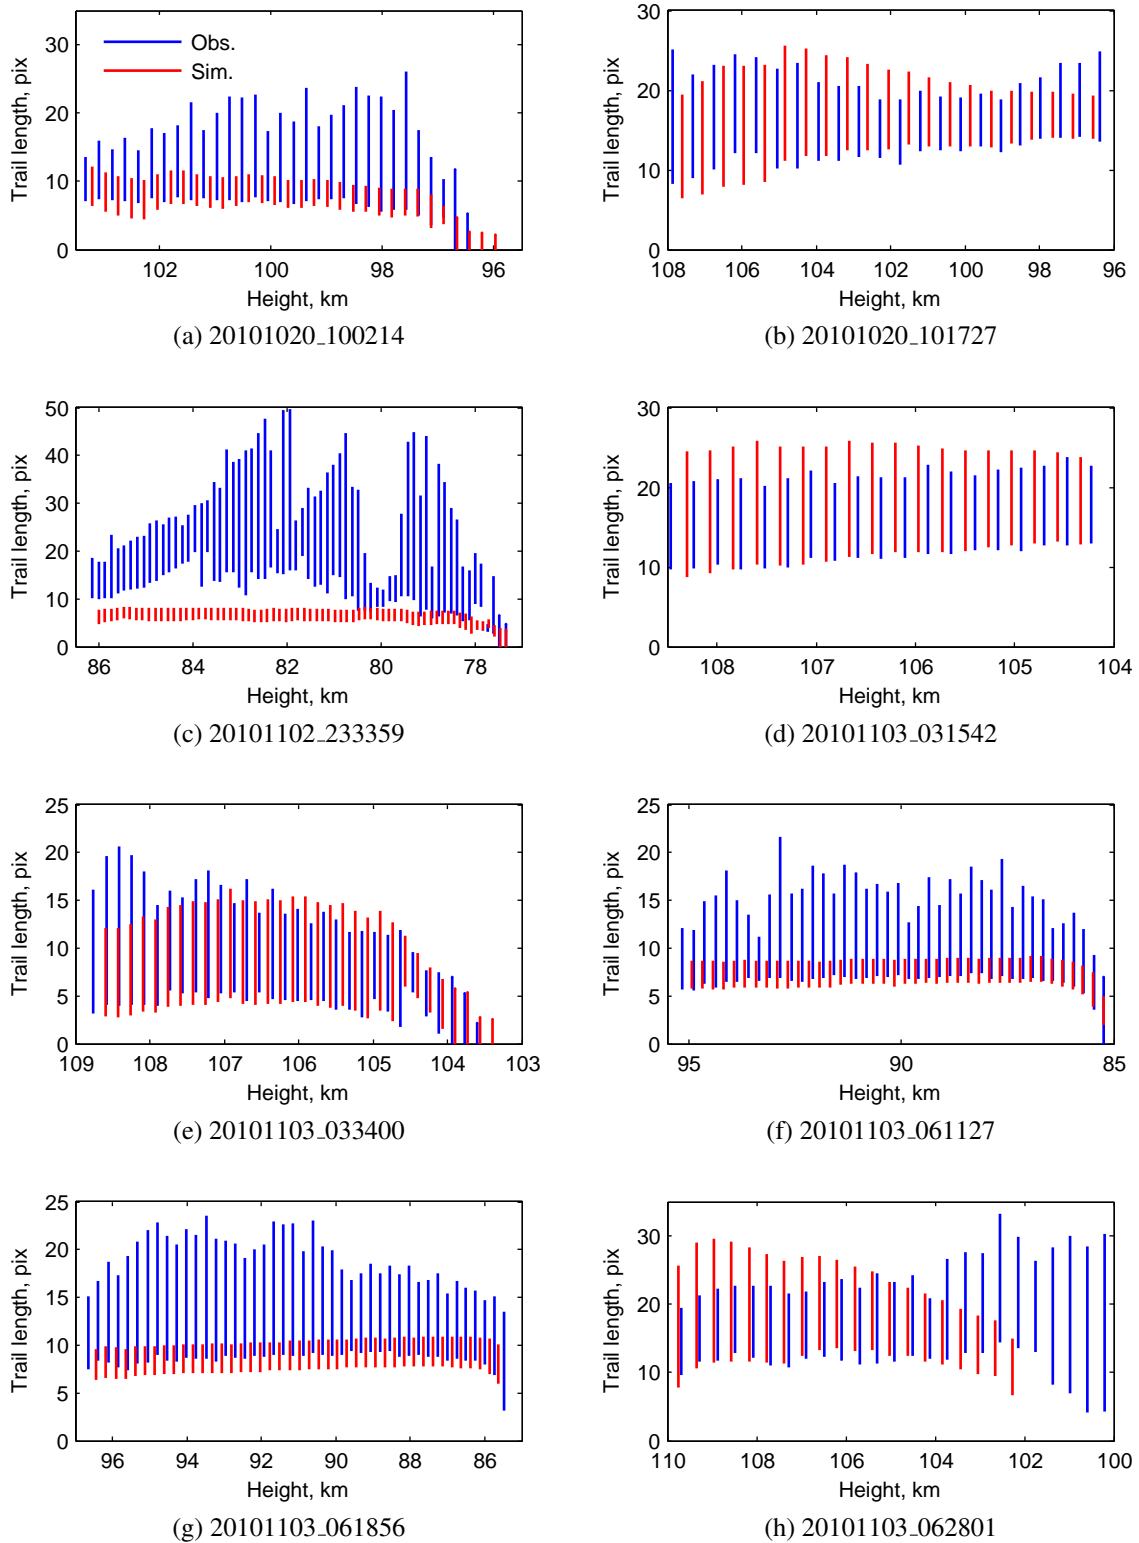 30
20
10
0
Trail length, pix
Obs.
Sim.
102 100 98 96
Height, km
(a) 20101020_100214
30
20
10
0
Trail length, pix
108 106 104 102 100 98 96
Height, km
(b) 20101020_101727
50
40
30
20
10
0
Trail length, pix
86 84 82 80 78
Height, km
(c) 20101102_233359
30
20
10
0
Trail length, pix
108 107 106 105 104
Height, km
(d) 20101103_031542
25
20
15
10
5
0
Trail length, pix
109 108 107 106 105 104 103
Height, km
(e) 20101103_033400
25
20
15
10
5
0
Trail length, pix
95 90 85
Height, km
(f) 20101103_061127
25
20
15
10
5
0
Trail length, pix
96 94 92 90 88 86
Height, km
(g) 20101103_061856
30
20
10
0
Trail length, pix
110 108 106 104 102 100
Height, km
(h) 20101103_062801